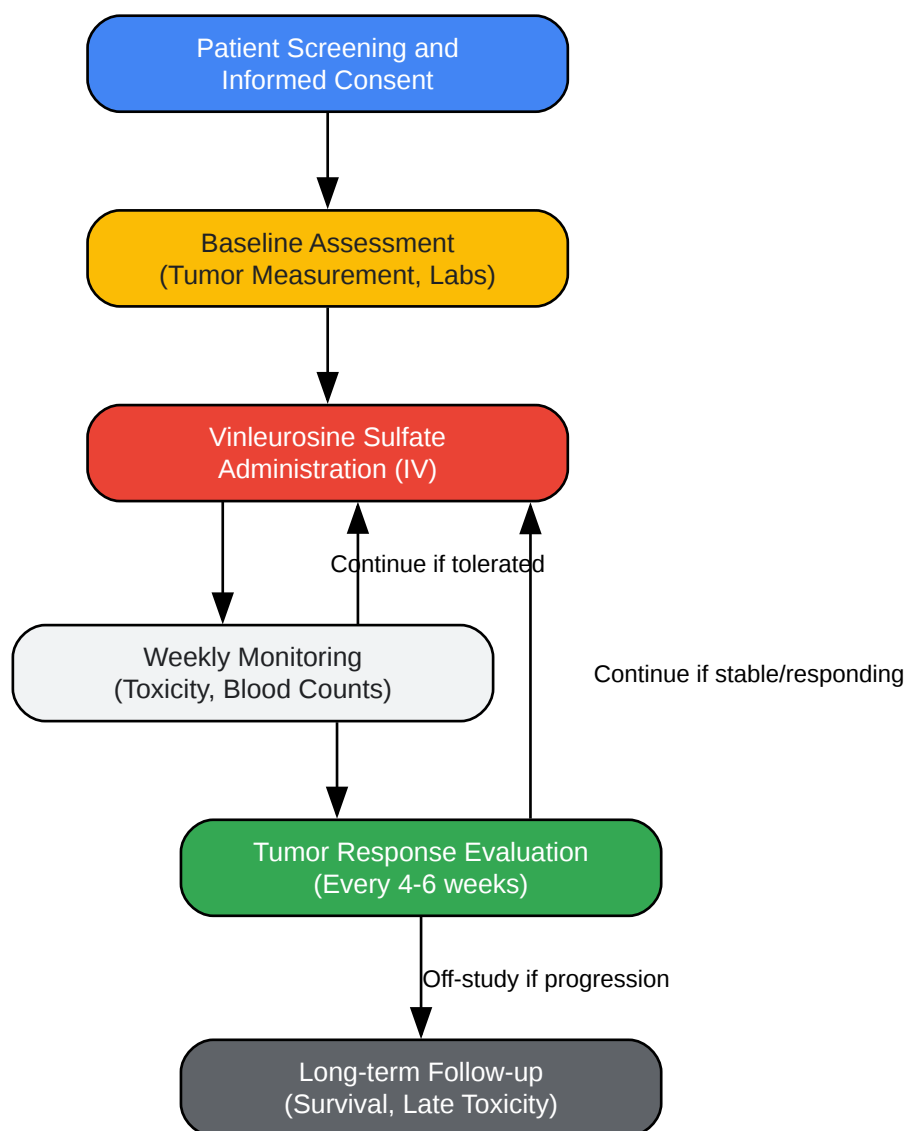 Patient Screening and
Informed Consent
Baseline Assessment
(Tumor Measurement, Labs)
Vinleurosine Sulfate
Administration (IV)
Continue if tolerated
Weekly Monitoring
(Toxicity, Blood Counts)
Continue if stable/responding
Tumor Response Evaluation
(Every 4-6 weeks)
Off-study if progression
Long-term Follow-up
(Survival, Late Toxicity)